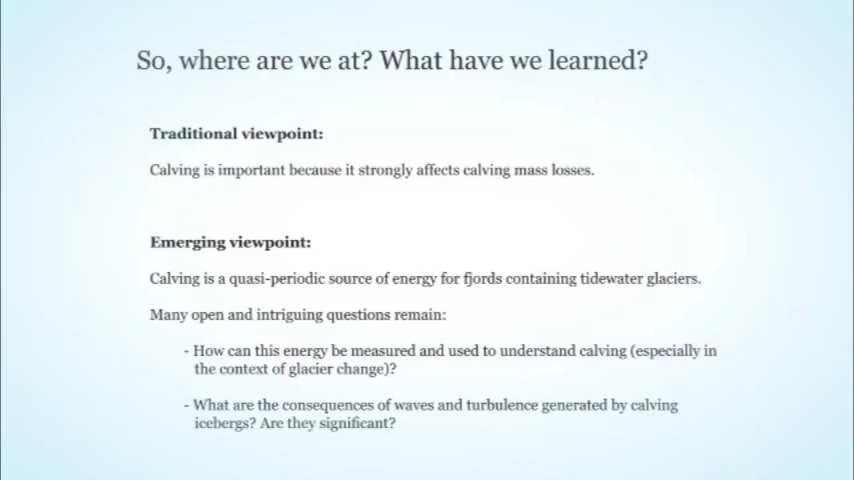 So, where are we at? What have we learned?
Traditional viewpoint:
Calving is important because it strongly affects calving mass losses.
Emerging viewpoint:
Calving is a quasi-periodic source of energy for fjords containing tidewater glaciers.
Many open and intriguing questions remain:
- How can this energy be measured and used to understand calving (especially in
the context of glacier change)?
- What are the consequences of waves and turbulence generated by calving
icebergs? Are they significant?